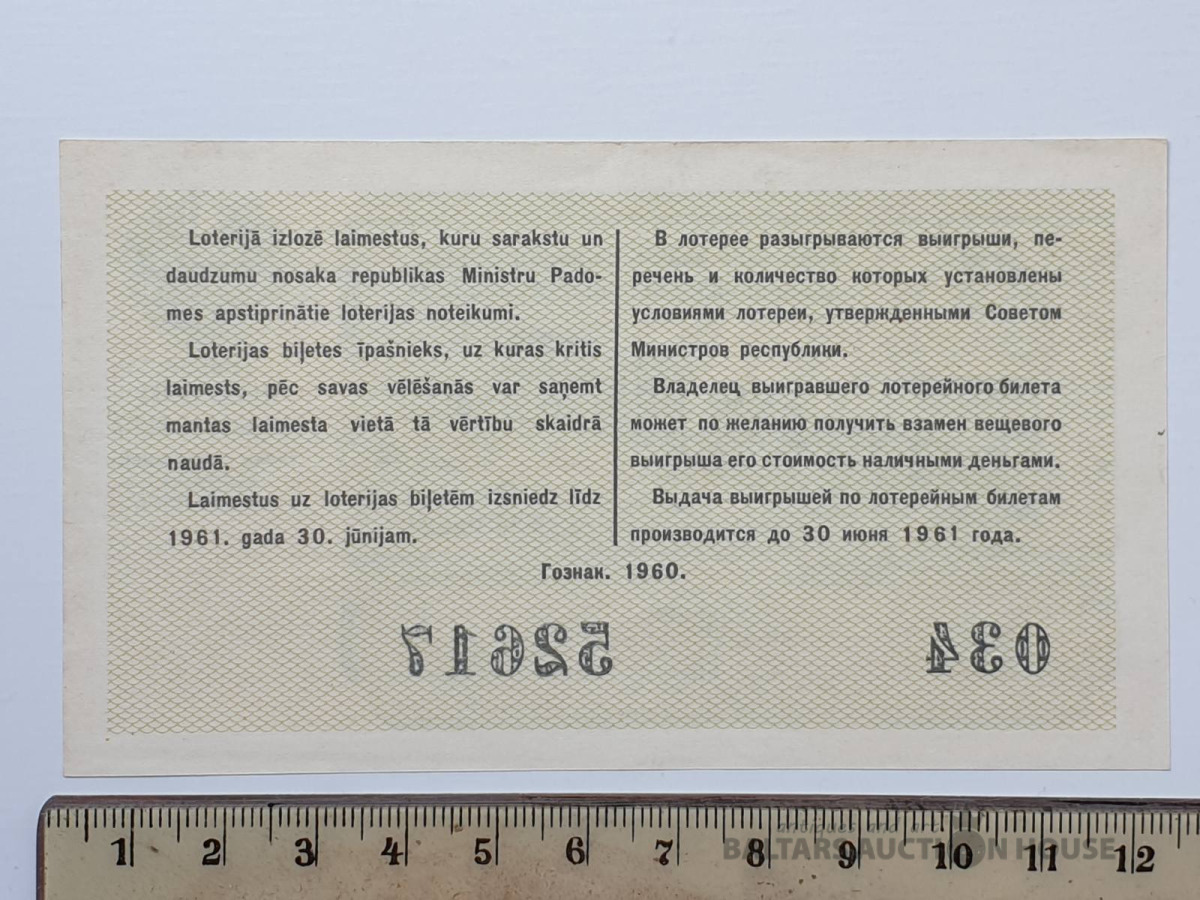 Loterijā izlozē laimestus, kuru sarakstu un
daudzumu nosaka republikas Ministru Pado-
mes apstiprinātie loterijas noteikumi.
Loterijas biļetes īpašnieks, uz kuras kritis
laimests, pēc savas vēlēšanās var saņemt
mantas laimesta vietā tā vērtību skaidrā
naudā.
Laimestus uz loterijas biļetēm izsniedz līdz
1961. gada 30. jūnijam.
В лотерее разыгрываются выигрыши, пе-
речень и количество которых установлены
условиями лотереи, утвержденными Советом
Министров республики.
Владелец выигравшего лотерейного билета
может по желанию получить взамен вещевого
выигрыша его стоимость наличными деньгами.
Выдача выигрышей по лотерейным билетам
производится до 30 июня 1961 года.
Гознак. 1960.
52617
034
antiques and art
BALTARS AUCTION HOUSE
1 2 3 4 5 6 7 8 9 10 11 12